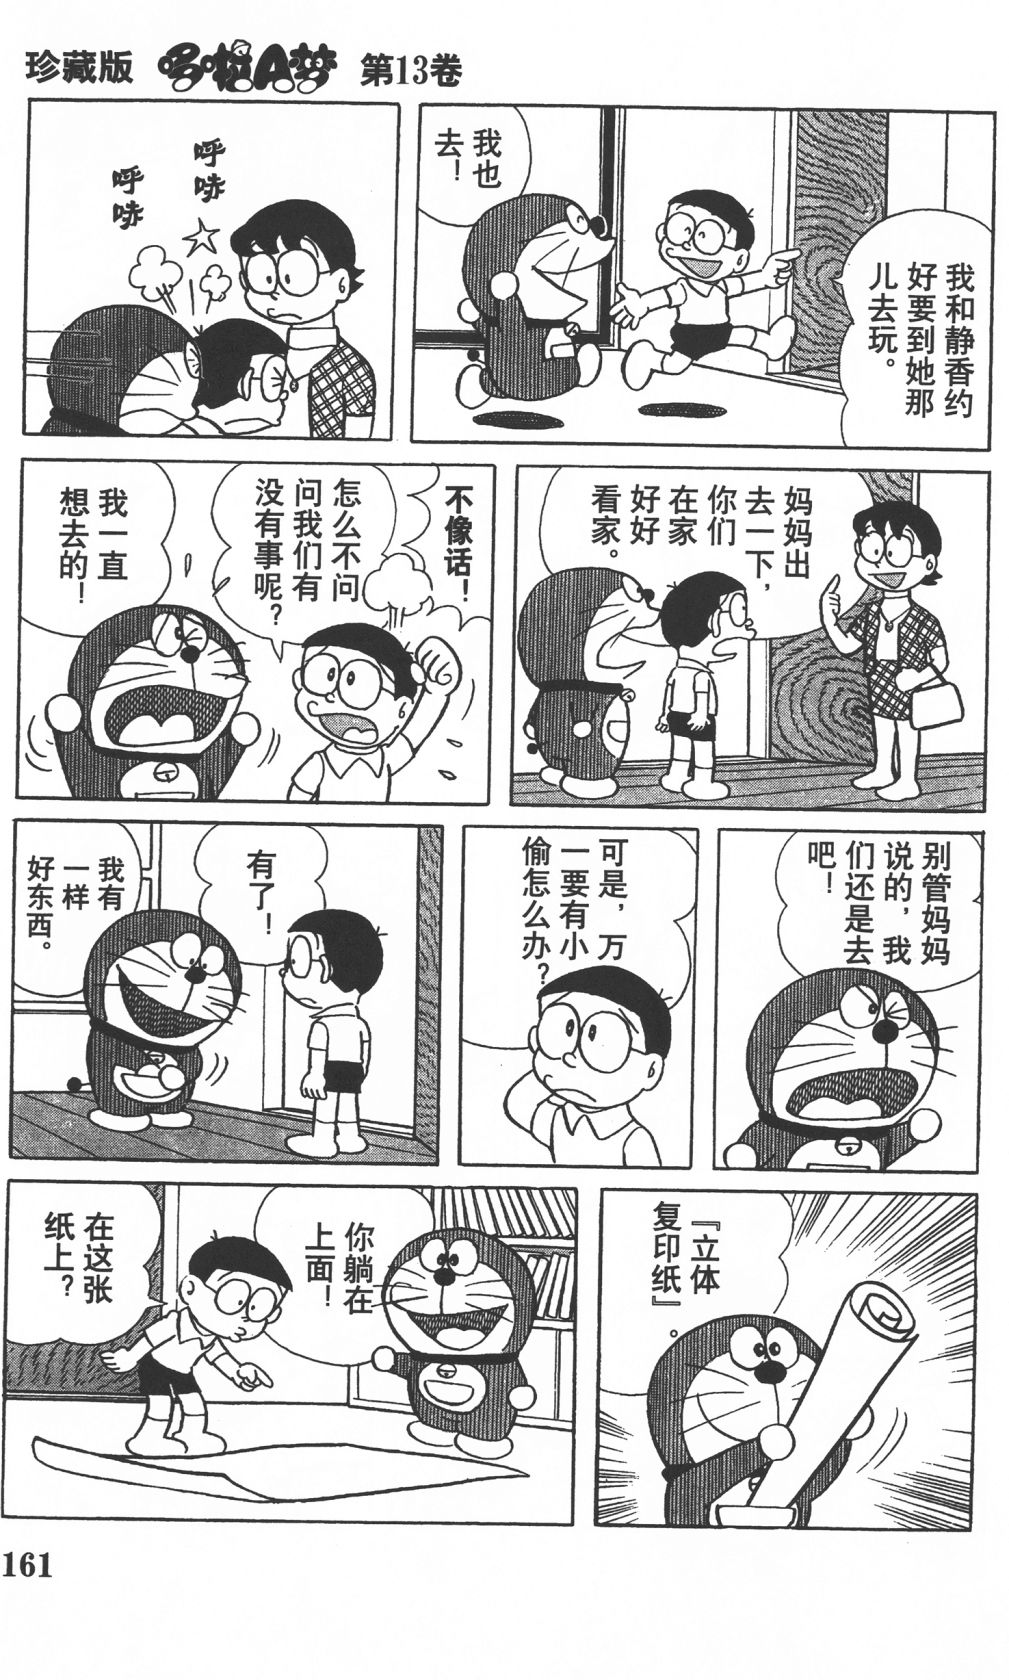 珍藏版 哆啦A梦 第13卷
我和静香约
好要到她那
儿去玩。
我也
去！
呼哧
呼哧
妈妈出
去一下，
你们
在家
好好
看家。
不像话！
怎么不问
问我们有
没有事呢？
我一直
想去的！
别管妈妈
说的，我
们还是去
吧！
可是，万
一要有小
偷怎么办？
有了！
我有
一样
好东西。
『立体
复印纸』。
你躺在
上面！
在这张
纸上？
161